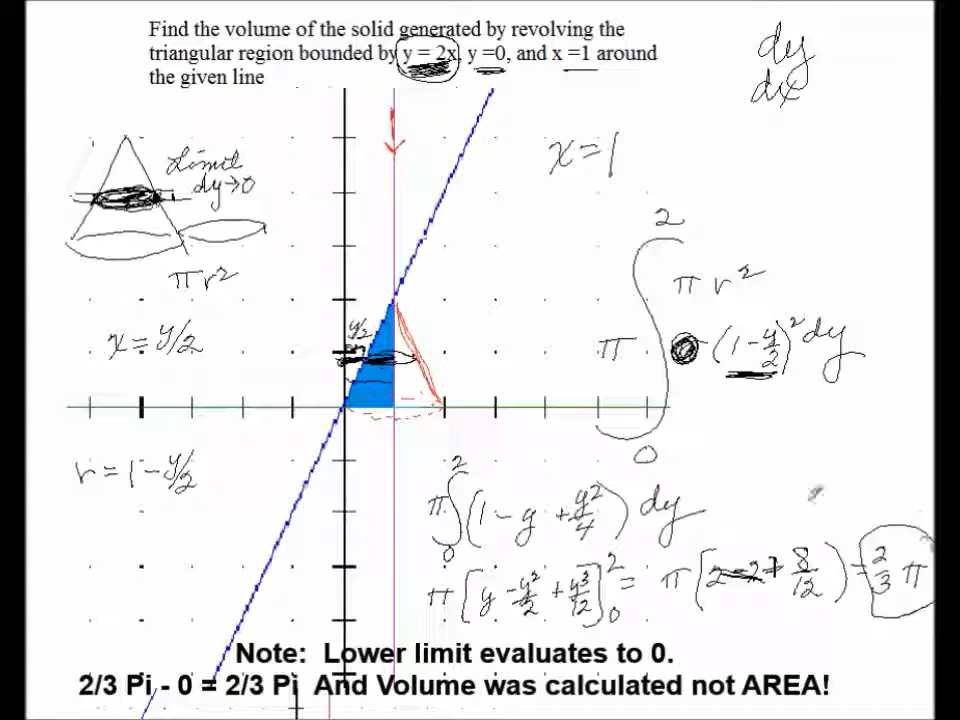 Find the volume of the solid generated by revolving the
triangular region bounded by y = 2x, y =0, and x =1 around
the given line
dy
dx
x = 1
Limit
dy→0
πr²
x = y/2
y/2
r = 1 - y/2
2
π r²
π (1 - y/2)² dy
0
π ∫₀² (1 - y + y²/4) dy
π [y - y²/2 + y³/12]₀² = π [2 - 2 + 8/12) = 2/3 π
Note: Lower limit evaluates to 0.
2/3 Pi - 0 = 2/3 Pi And Volume was calculated not AREA!